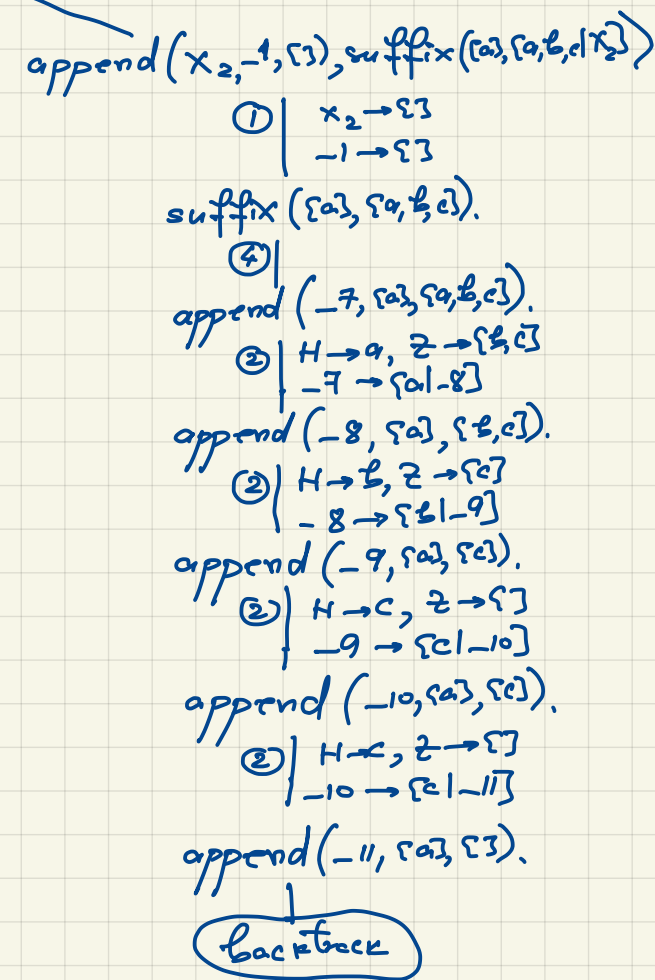 append(X₂,_1,[]),suffix([a],[a,b,c|X₂])
① X₂→[]
_1→[]
suffix([a],[a,b,c]).
④
append(_7,[a],[a,b,c]).
② H→a, Z→[b,c]
_7→[a|_8]
append(_8,[a],[b,c]).
② H→b, Z→[c]
_8→[b|_9]
append(_9,[a],[c]).
② H→c, Z→[]
_9→[c|_10]
append(_10,[a],[c]).
② H→c, Z→[]
_10→[c|_11]
append(_11,[a],[]).
backtrack